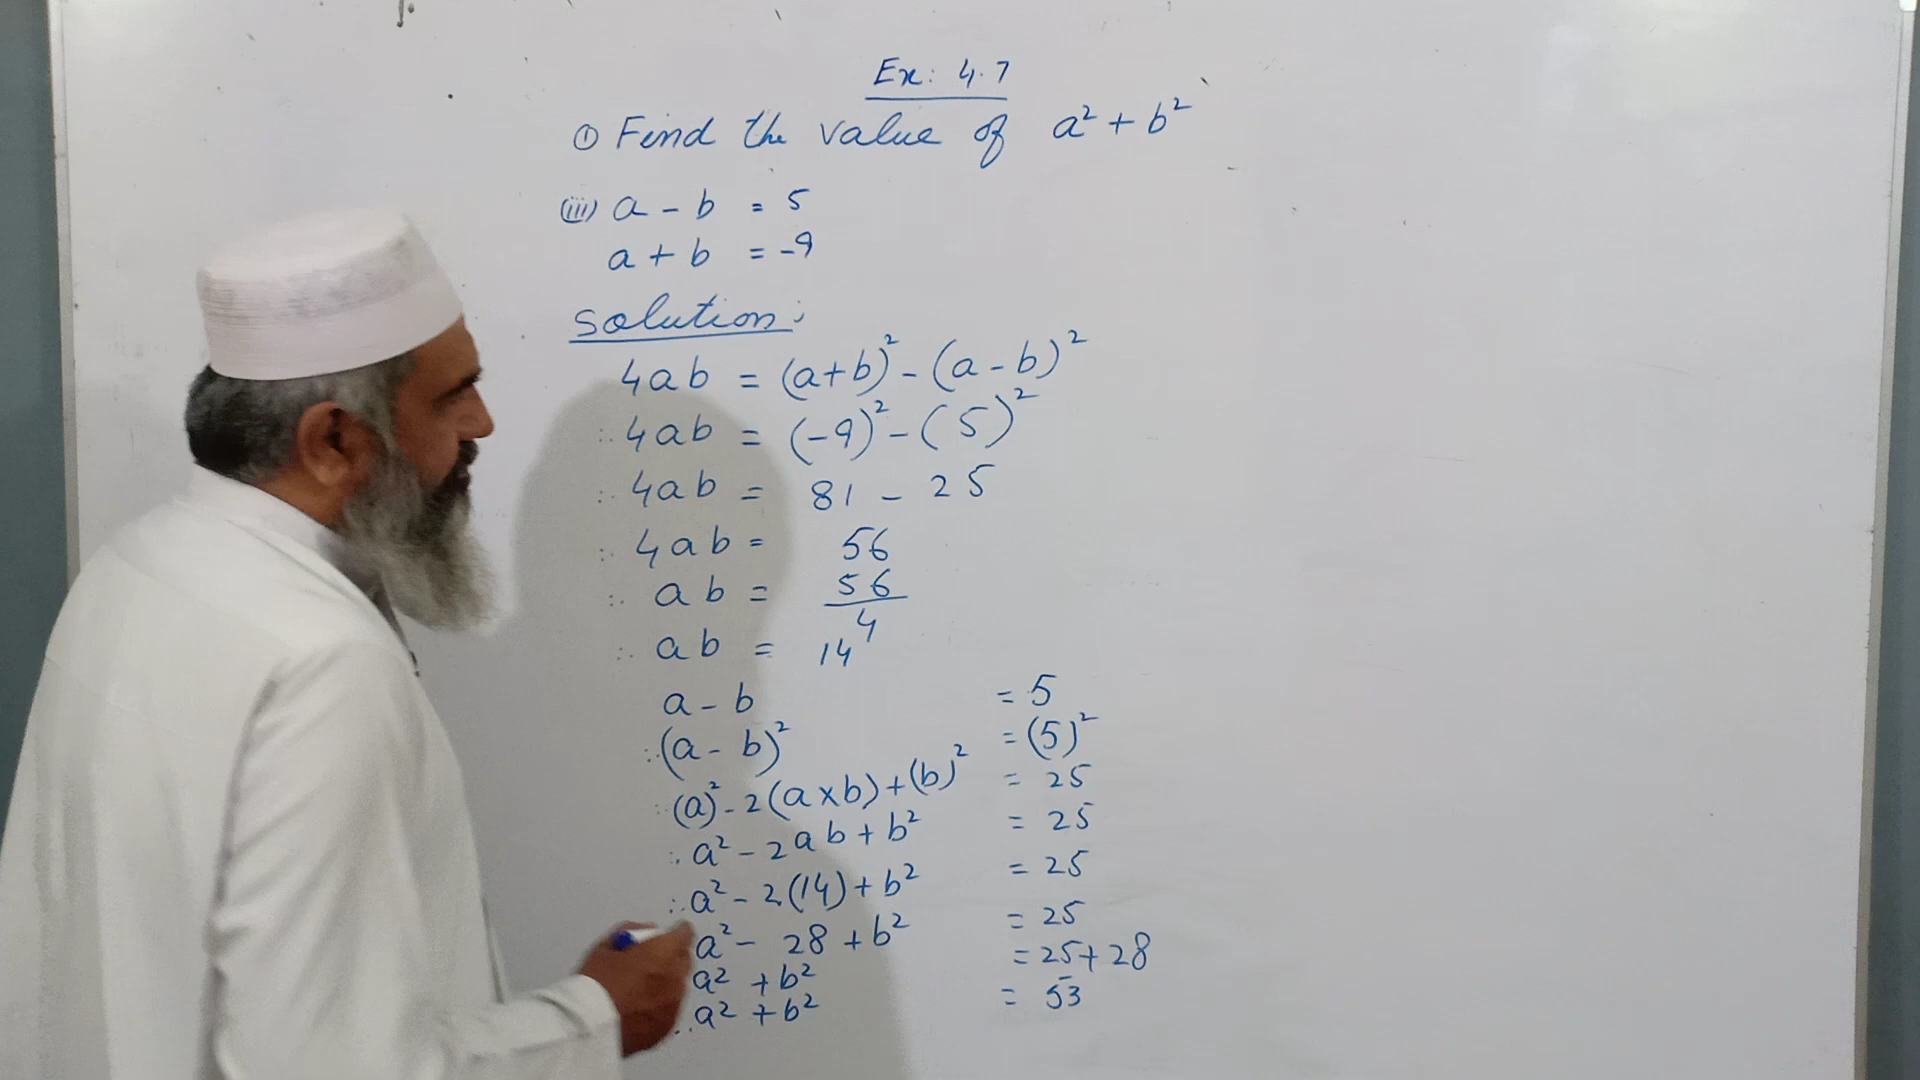 Ex: 4.7
① Find the value of a² + b²
(iii) a - b = 5
a + b = -9
Solution:
4ab = (a+b)² - (a-b)²
∴ 4ab = (-9)² - (5)²
∴ 4ab = 81 - 25
∴ 4ab = 56
∴ ab = 56/4
∴ ab = 14
a - b = 5
∴ (a - b)² = (5)²
∴ (a)² - 2(a×b) + (b)² = 25
∴ a² - 2ab + b² = 25
∴ a² - 2(14) + b² = 25
a² - 28 + b² = 25
a² + b² = 25 + 28
∴ a² + b² = 53